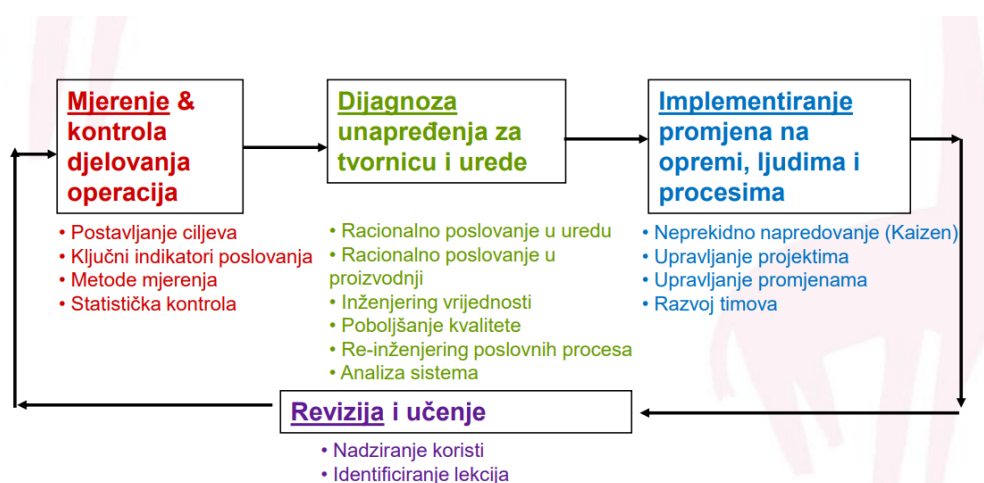 Mjerenje &
kontrola
djelovanja
operacija
• Postavljanje ciljeva
• Ključni indikatori poslovanja
• Metode mjerenja
• Statistička kontrola
Dijagnoza
unapređenja za
tvornicu i urede
• Racionalno poslovanje u uredu
• Racionalno poslovanje u
proizvodnji
• Inženjering vrijednosti
• Poboljšanje kvalitete
• Re-inženjering poslovnih procesa
• Analiza sistema
Implementiranje
promjena na
opremi, ljudima i
procesima
• Neprekidno napredovanje (Kaizen)
• Upravljanje projektima
• Upravljanje promjenama
• Razvoj timova
Revizija i učenje
• Nadziranje koristi
• Identificiranje lekcija